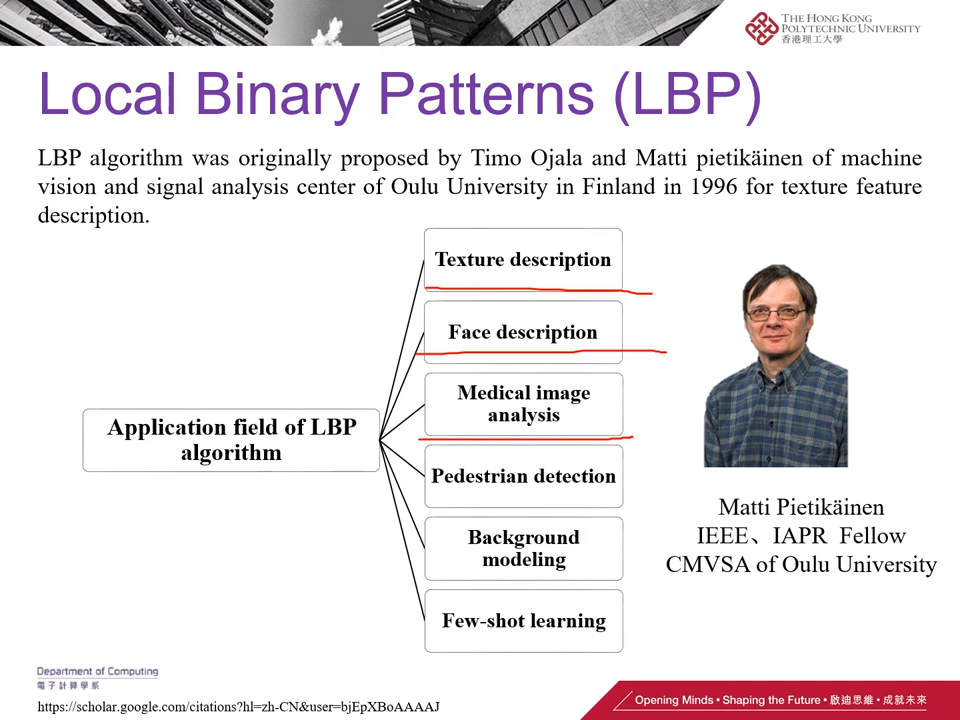 THE HONG KONG
POLYTECHNIC UNIVERSITY
香港理工大學
Local Binary Patterns (LBP)
LBP algorithm was originally proposed by Timo Ojala and Matti pietikäinen of machine
vision and signal analysis center of Oulu University in Finland in 1996 for texture feature
description.
Application field of LBP
algorithm
Texture description
Face description
Medical image
analysis
Pedestrian detection
Background
modeling
Few-shot learning
Matti Pietikäinen
IEEE、IAPR Fellow
CMVSA of Oulu University
Department of Computing
電子計算學系
https://scholar.google.com/citations?hl=zh-CN&user=bjEpXBoAAAAJ
Opening Minds • Shaping the Future • 啟迪思維 • 成就未來